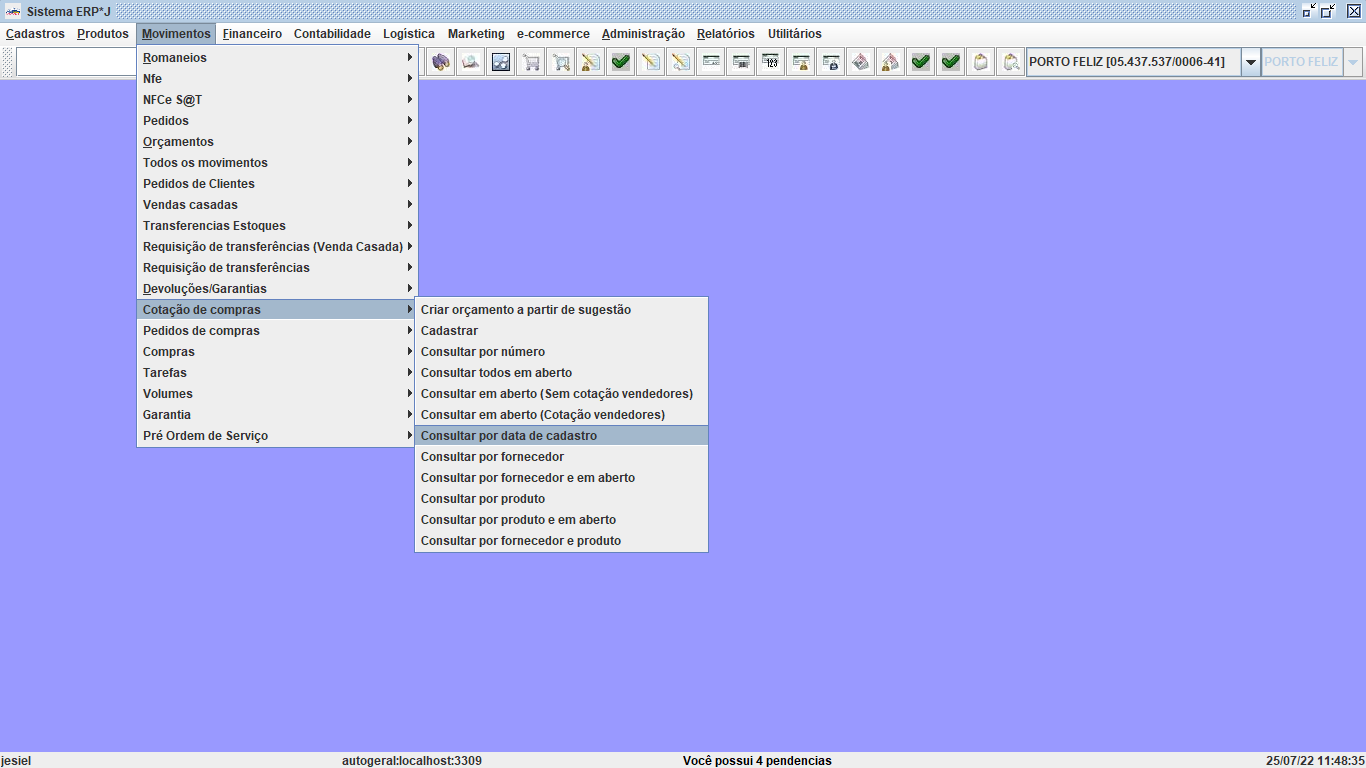 Sistema ERP*J
Cadastros Produtos Movimentos Financeiro Contabilidade Logística Marketing e-commerce Administração Relatórios Utilitários
123 PORTO FELIZ [05.437.537/0006-41] PORTO FELIZ
Romaneios
Nfe
NFCe S@T
Pedidos
Orçamentos
Todos os movimentos
Pedidos de Clientes
Vendas casadas
Transferencias Estoques
Requisição de transferências (Venda Casada)
Requisição de transferências
Devoluções/Garantias
Cotação de compras
Pedidos de compras
Compras
Tarefas
Volumes
Garantia
Pré Ordem de Serviço
Criar orçamento a partir de sugestão
Cadastrar
Consultar por número
Consultar todos em aberto
Consultar em aberto (Sem cotação vendedores)
Consultar em aberto (Cotação vendedores)
Consultar por data de cadastro
Consultar por fornecedor
Consultar por fornecedor e em aberto
Consultar por produto
Consultar por produto e em aberto
Consultar por fornecedor e produto
jesiel autogeral:localhost:3309 Você possui 4 pendencias 25/07/22 11:48:35